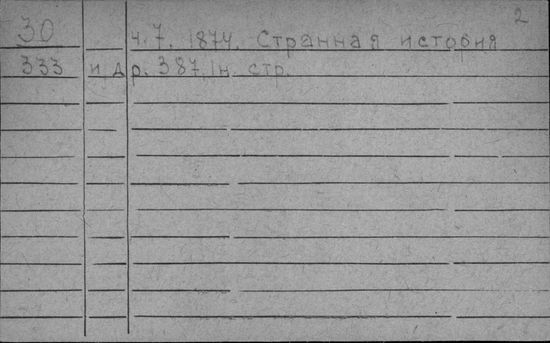 2
30 ч. 7. 1874. Странная история
333 и др. 387, 1н. стр.